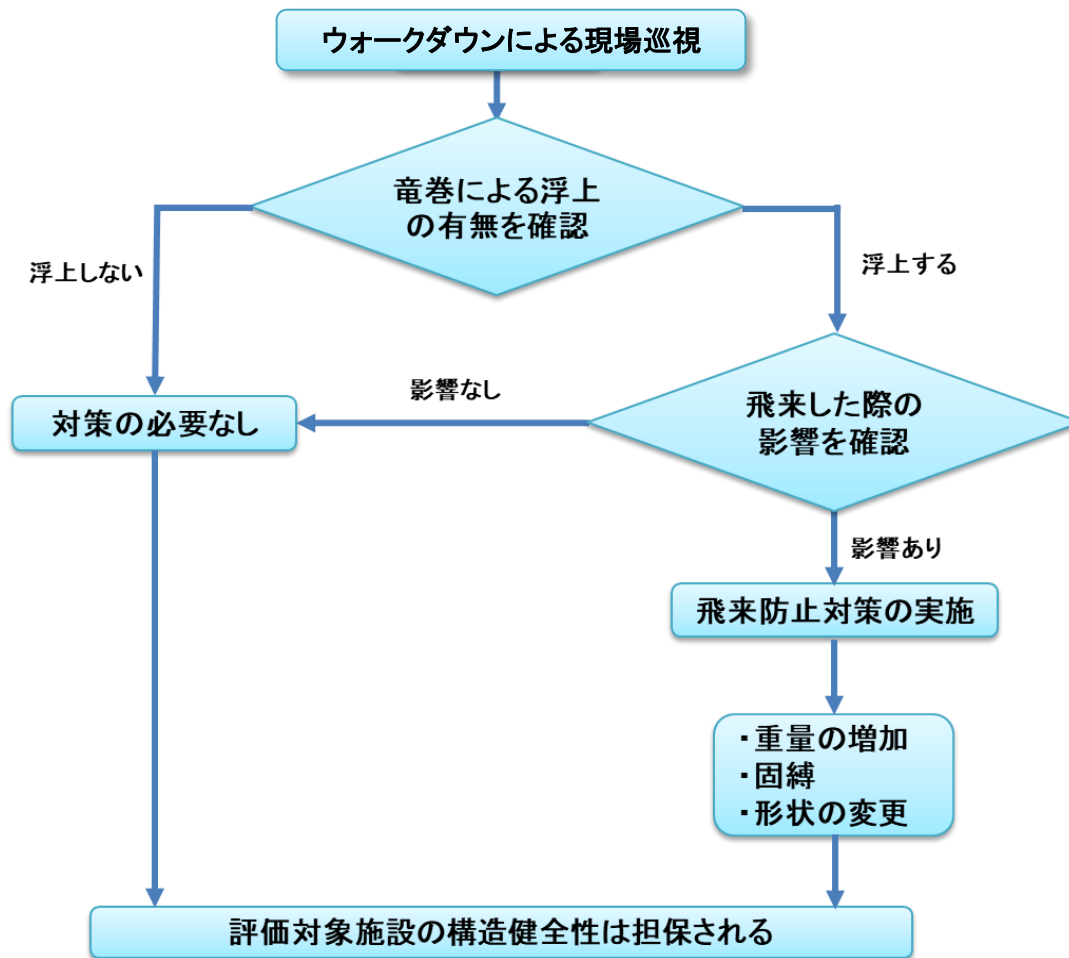 ウォークダウンによる現場巡視
竜巻による浮上
の有無を確認
浮上しない
浮上する
影響なし
対策の必要なし
飛来した際の
影響を確認
影響あり
飛来防止対策の実施
・重量の増加
・固縛
・形状の変更
評価対象施設の構造健全性は担保される